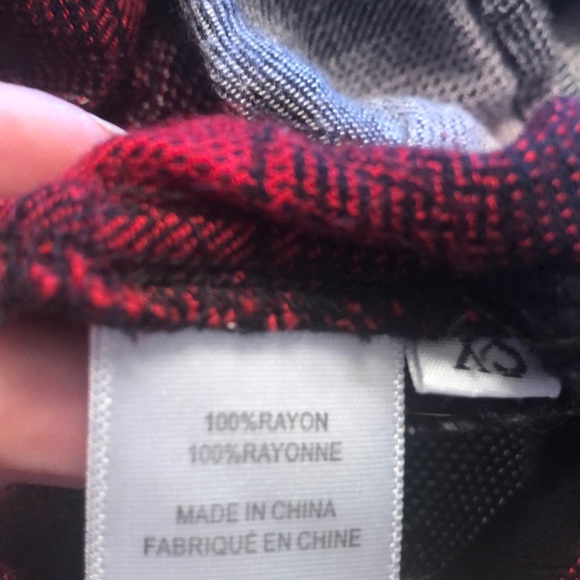 XS
100%RAYON
100%RAYONNE
MADE IN CHINA
FABRIQUÉ EN CHINE